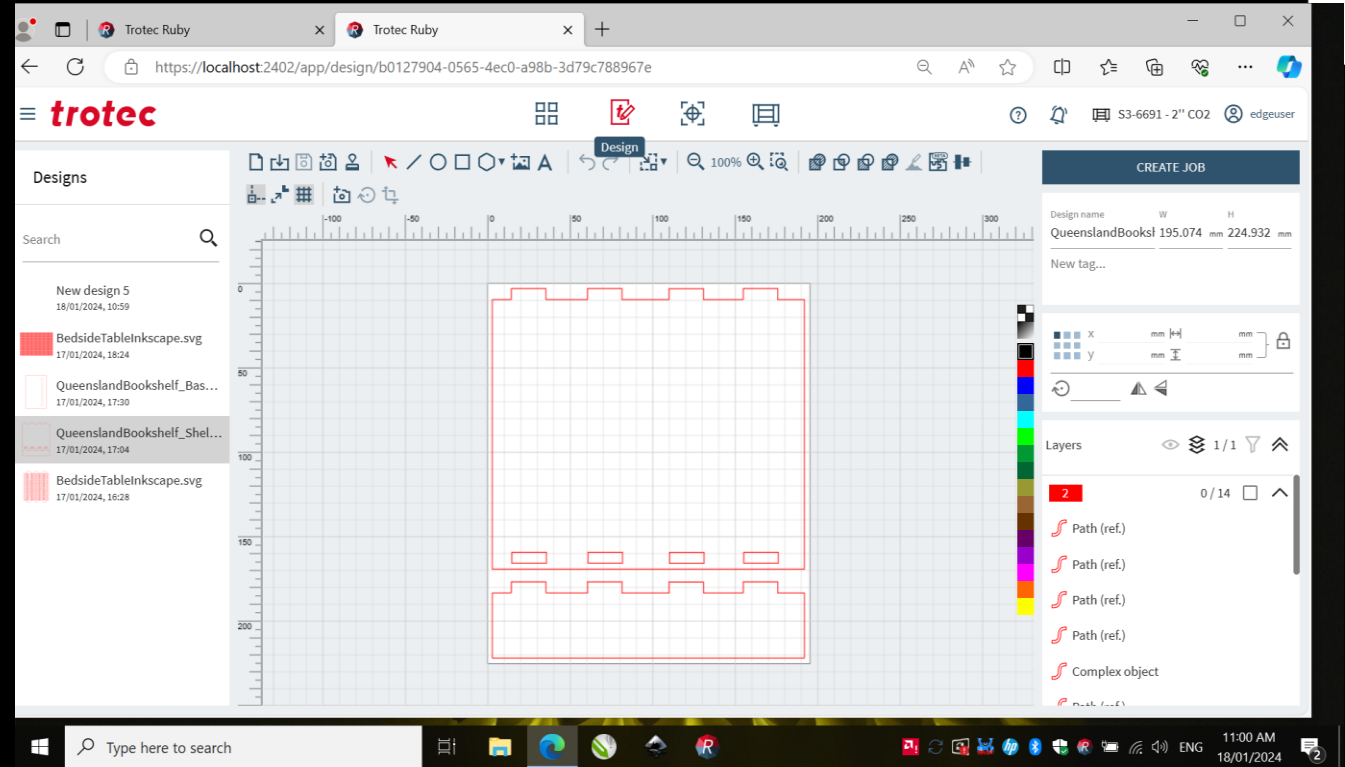 Trotec Ruby
Trotec Ruby
https://localhost:2402/app/design/b0127904-0565-4ec0-a98b-3d79c788967e
trotec
S3-6691 - 2'' CO2
edgeuser
Design
Designs
100%
CREATE JOB
Search
New design 5
18/01/2024, 10:59
BedsideTableInkscape.svg
17/01/2024, 18:24
QueenslandBookshelf_Bas...
17/01/2024, 17:30
QueenslandBookshelf_Shel...
17/01/2024, 17:04
BedsideTableInkscape.svg
17/01/2024, 16:28
-100 -50 0 50 100 150 200 250 300
0
50
100
150
200
Design name W H
QueenslandBooksl 195.074 mm 224.932 mm
New tag...
x mm mm
y mm mm
Layers 1/1
2 0/14
Path (ref.)
Path (ref.)
Path (ref.)
Path (ref.)
Complex object
Path (ref.)
Type here to search
ENG
11:00 AM
18/01/2024
2